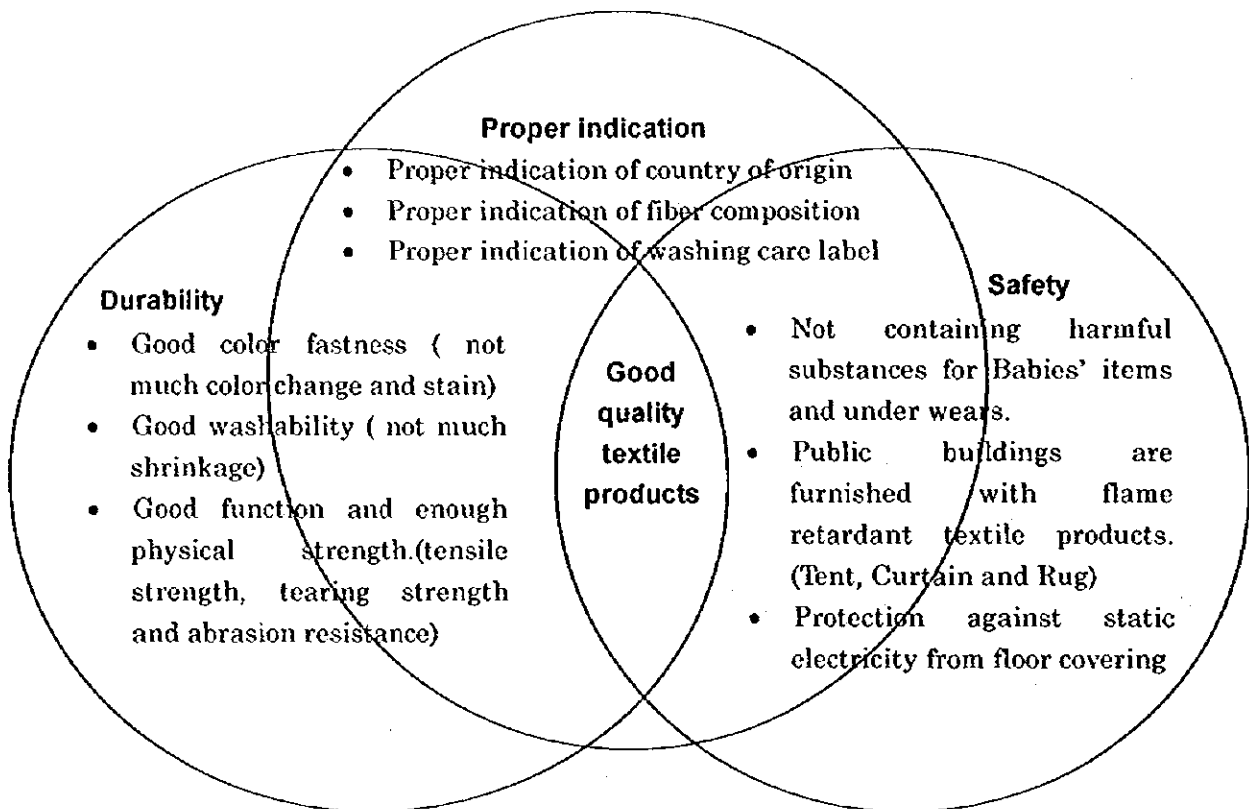 Proper indication
• Proper indication of country of origin
• Proper indication of fiber composition
• Proper indication of washing care label
Durability
• Good color fastness ( not
much color change and stain)
• Good washability ( not much
shrinkage)
• Good function and enough
physical strength.(tensile
strength, tearing strength
and abrasion resistance)
Good
quality
textile
products
Safety
• Not containing harmful
substances for Babies' items
and under wears.
• Public buildings are
furnished with flame
retardant textile products.
(Tent, Curtain and Rug)
• Protection against static
electricity from floor covering